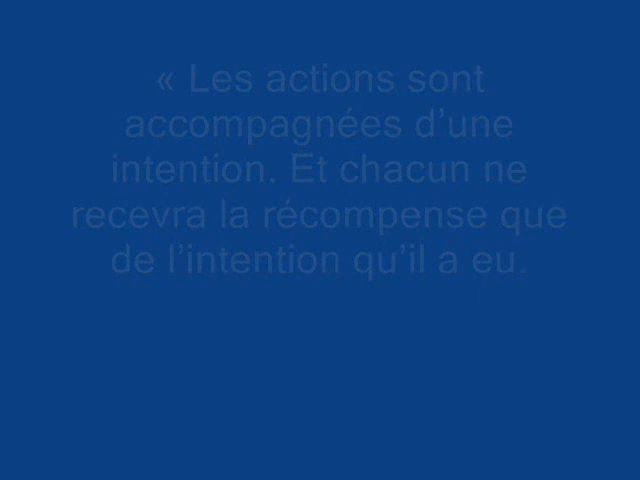 « Les actions sont
accompagnées d’une
intention. Et chacun ne
recevra la récompense que
de l’intention qu’il a eu.